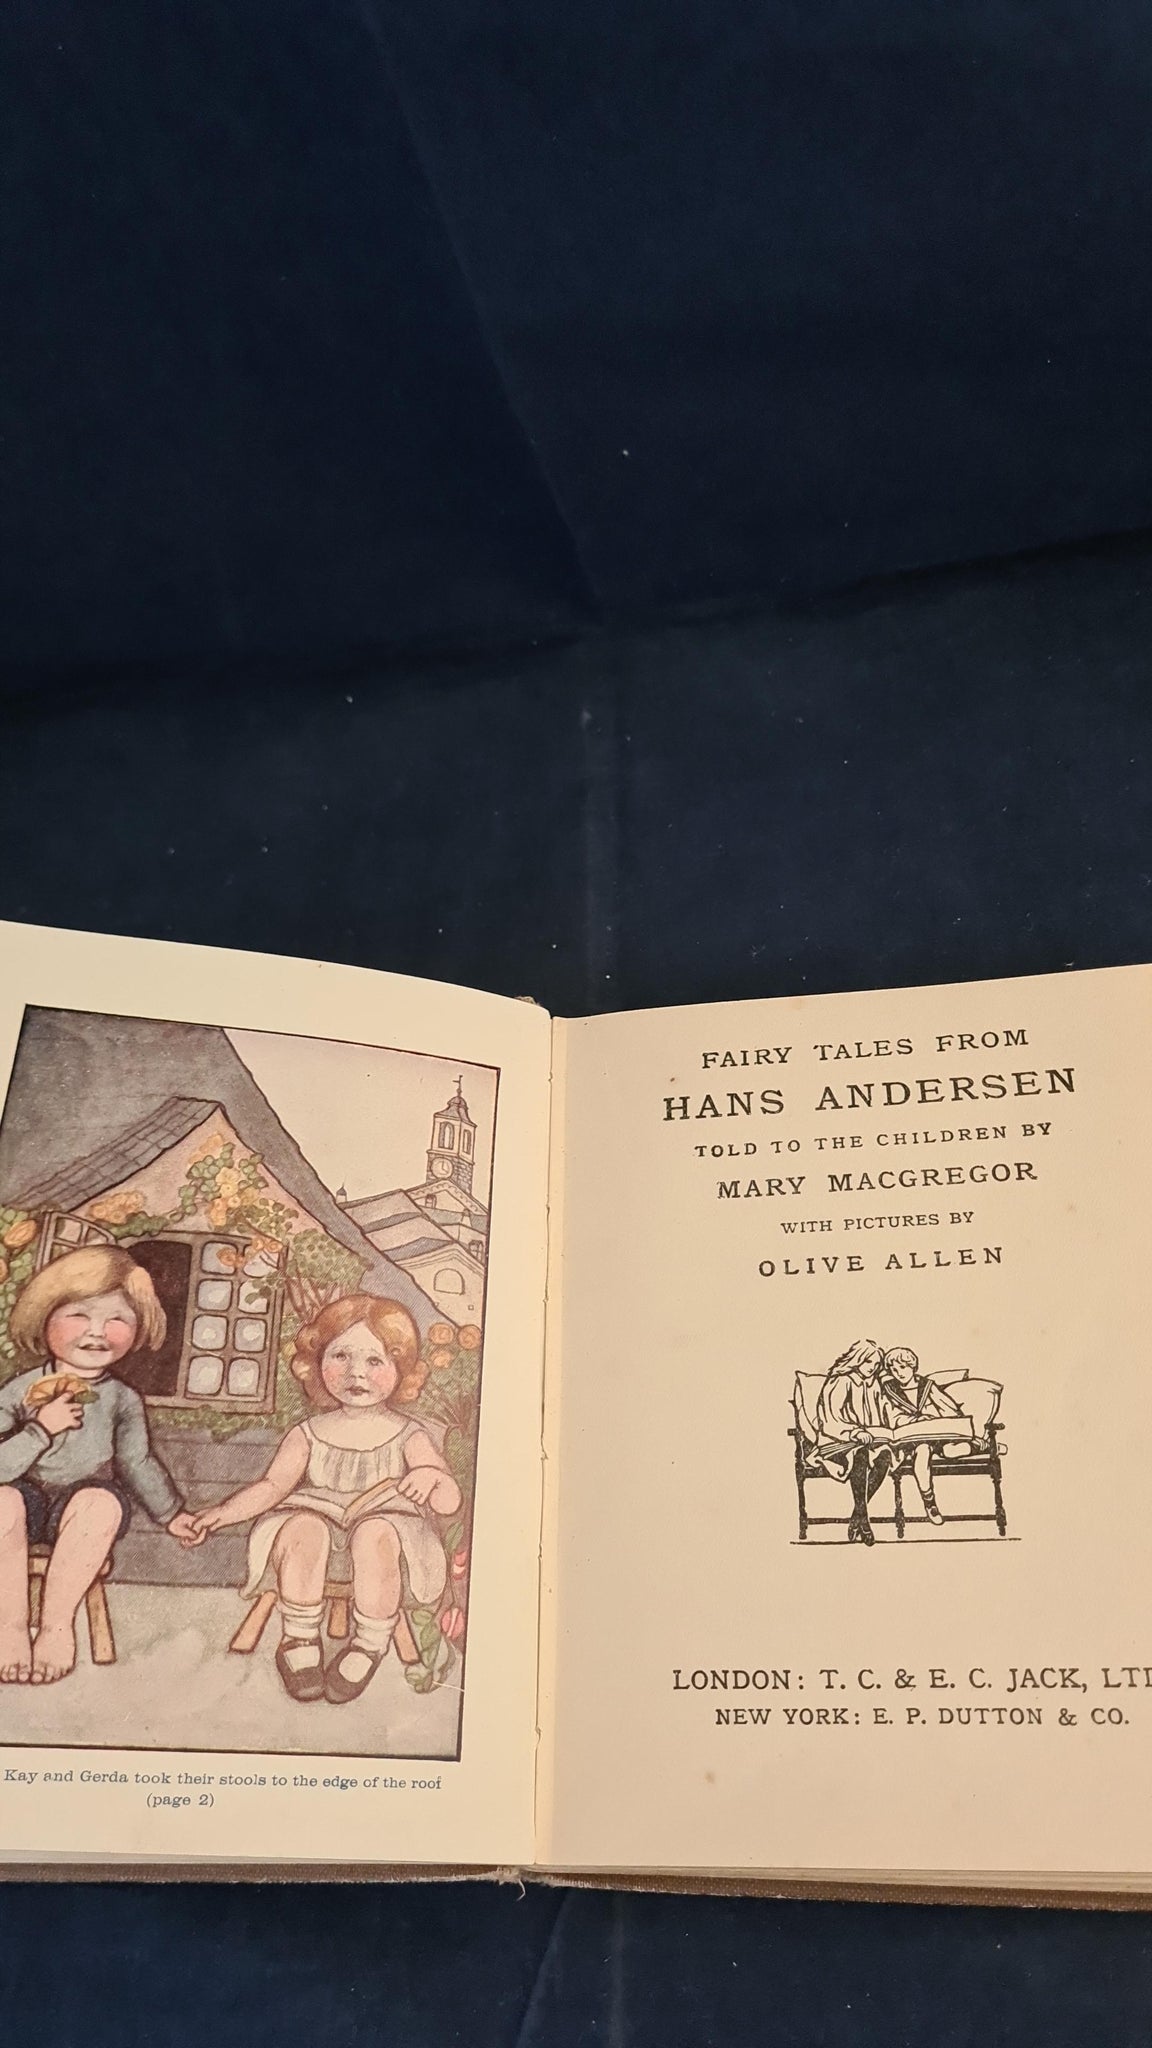 Kay and Gerda took their stools to the edge of the roof
(page 2)
FAIRY TALES FROM
HANS ANDERSEN
TOLD TO THE CHILDREN BY
MARY MACGREGOR
WITH PICTURES BY
OLIVE ALLEN
LONDON: T. C. & E. C. JACK, LTD
NEW YORK: E. P. DUTTON & CO.